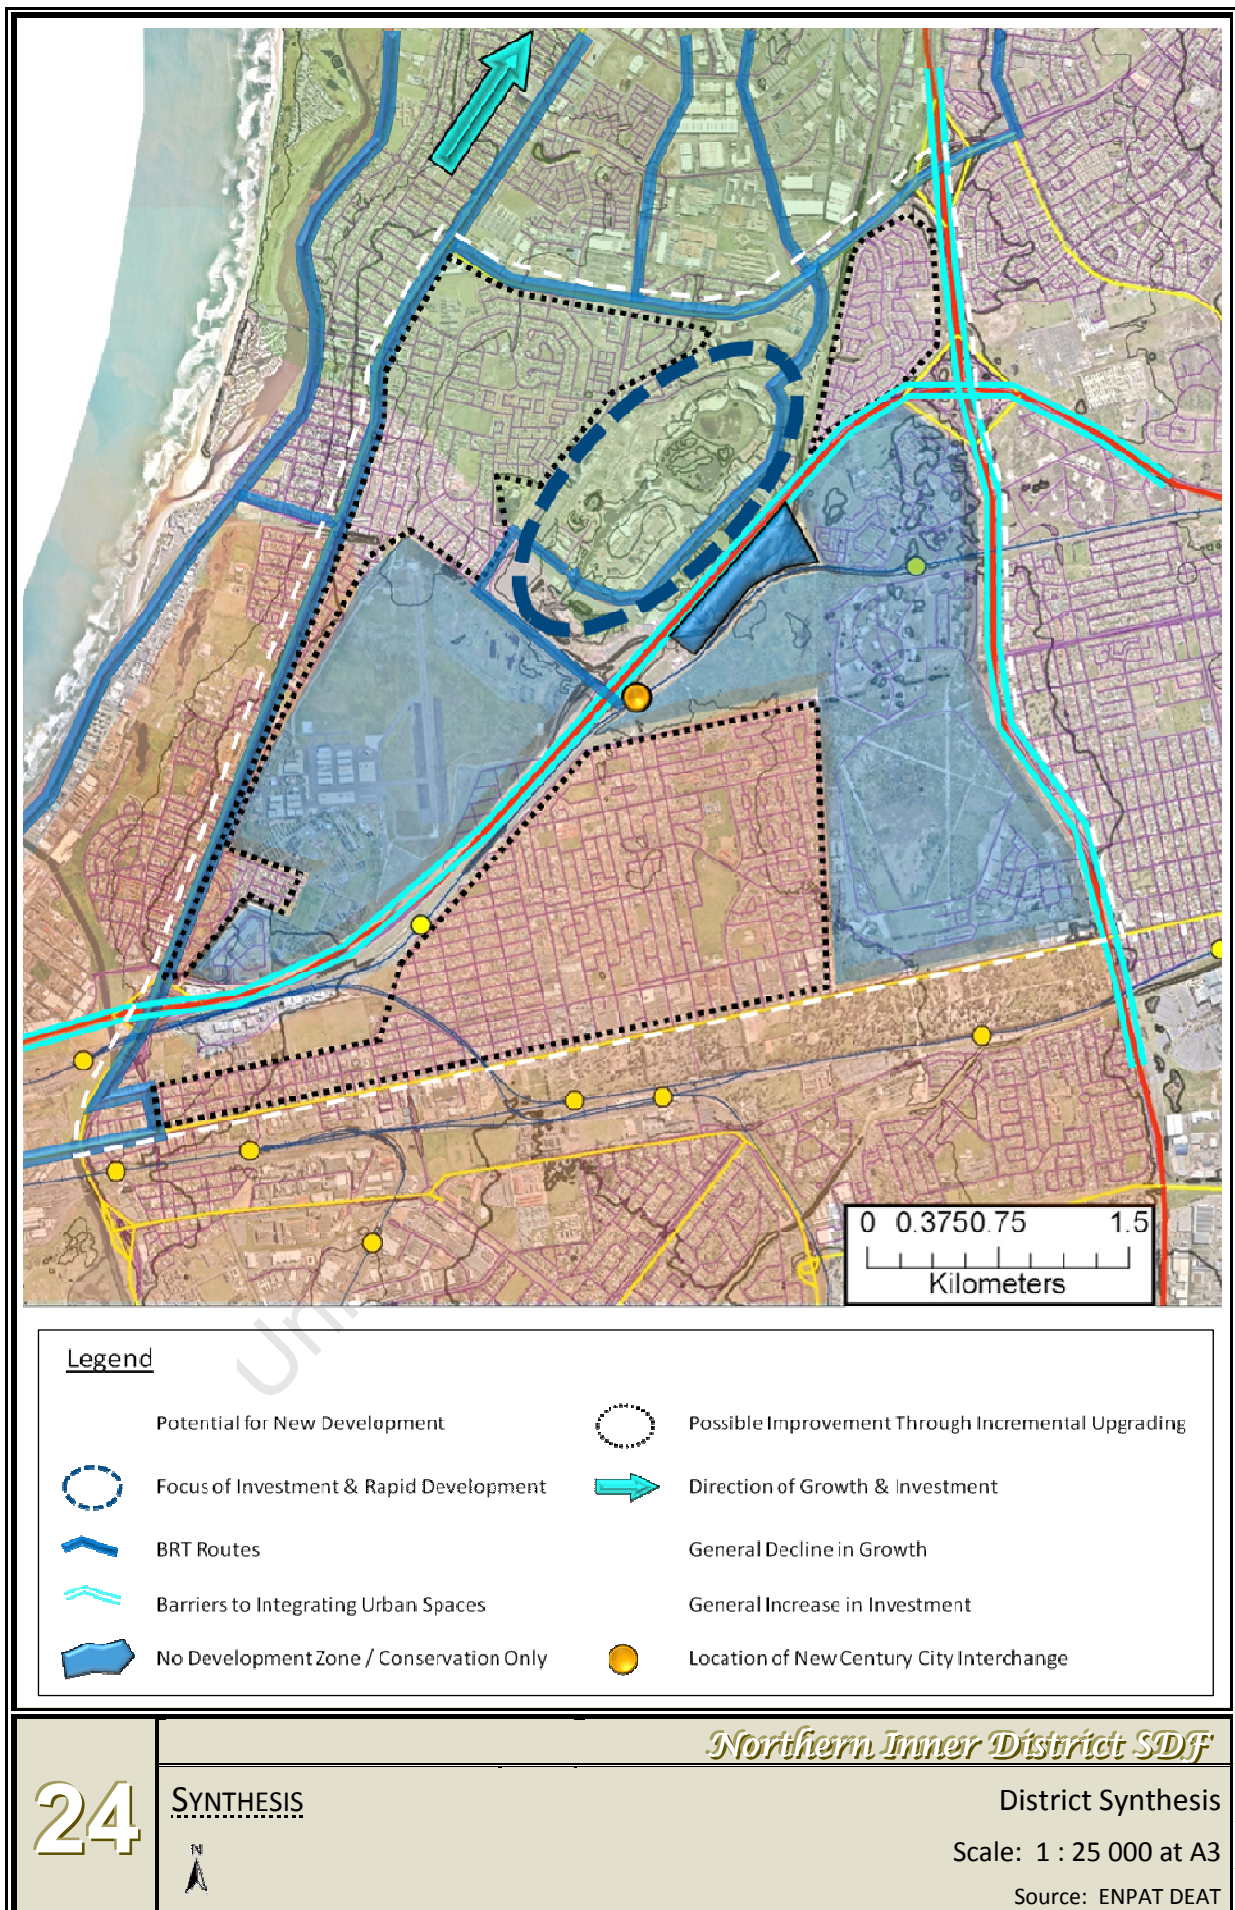 0 0.3750.75 1.5
Kilometers
Legend
Potential for New Development
Possible Improvement Through Incremental Upgrading
Focus of Investment & Rapid Development
Direction of Growth & Investment
BRT Routes
General Decline in Growth
Barriers to Integrating Urban Spaces
General Increase in Investment
No Development Zone / Conservation Only
Location of New Century City Interchange
Northern Inner District SDF
24
SYNTHESIS
District Synthesis
N
Scale: 1 : 25 000 at A3
Source: ENPAT DEAT